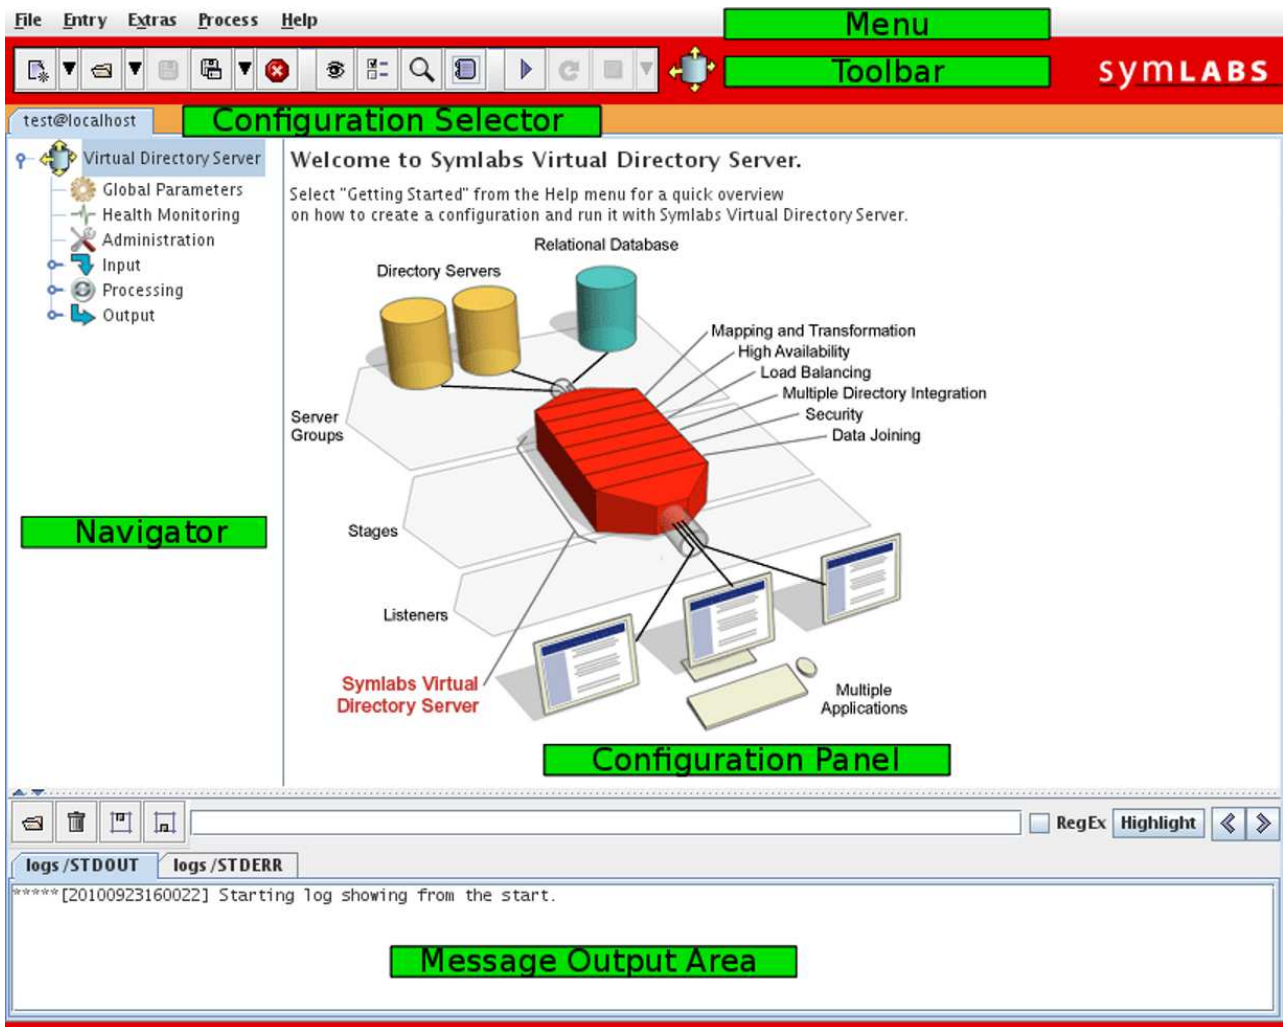 File Entry Extras Process Help
Menu
Toolbar
symLABS
test@localhost
Configuration Selector
Virtual Directory Server
Global Parameters
Health Monitoring
Administration
Input
Processing
Output
Navigator
Welcome to Symlabs Virtual Directory Server.
Select "Getting Started" from the Help menu for a quick overview
on how to create a configuration and run it with Symlabs Virtual Directory Server.
Relational Database
Directory Servers
Mapping and Transformation
High Availability
Load Balancing
Multiple Directory Integration
Security
Data Joining
Server
Groups
Stages
Listeners
Symlabs Virtual
Directory Server
Multiple
Applications
Configuration Panel
RegEx Highlight
logs/STDOUT logs/STDERR
*****[20100923160022] Starting log showing from the start.
Message Output Area